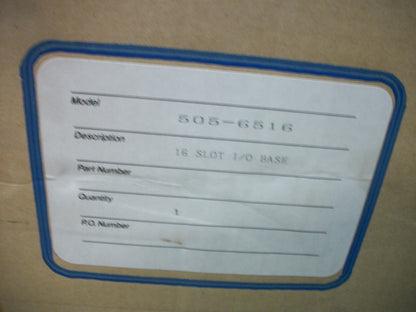 Model 505-6516
Description 16 SLOT I/O BASE
Part Number
Quantity 1
P.O. Number